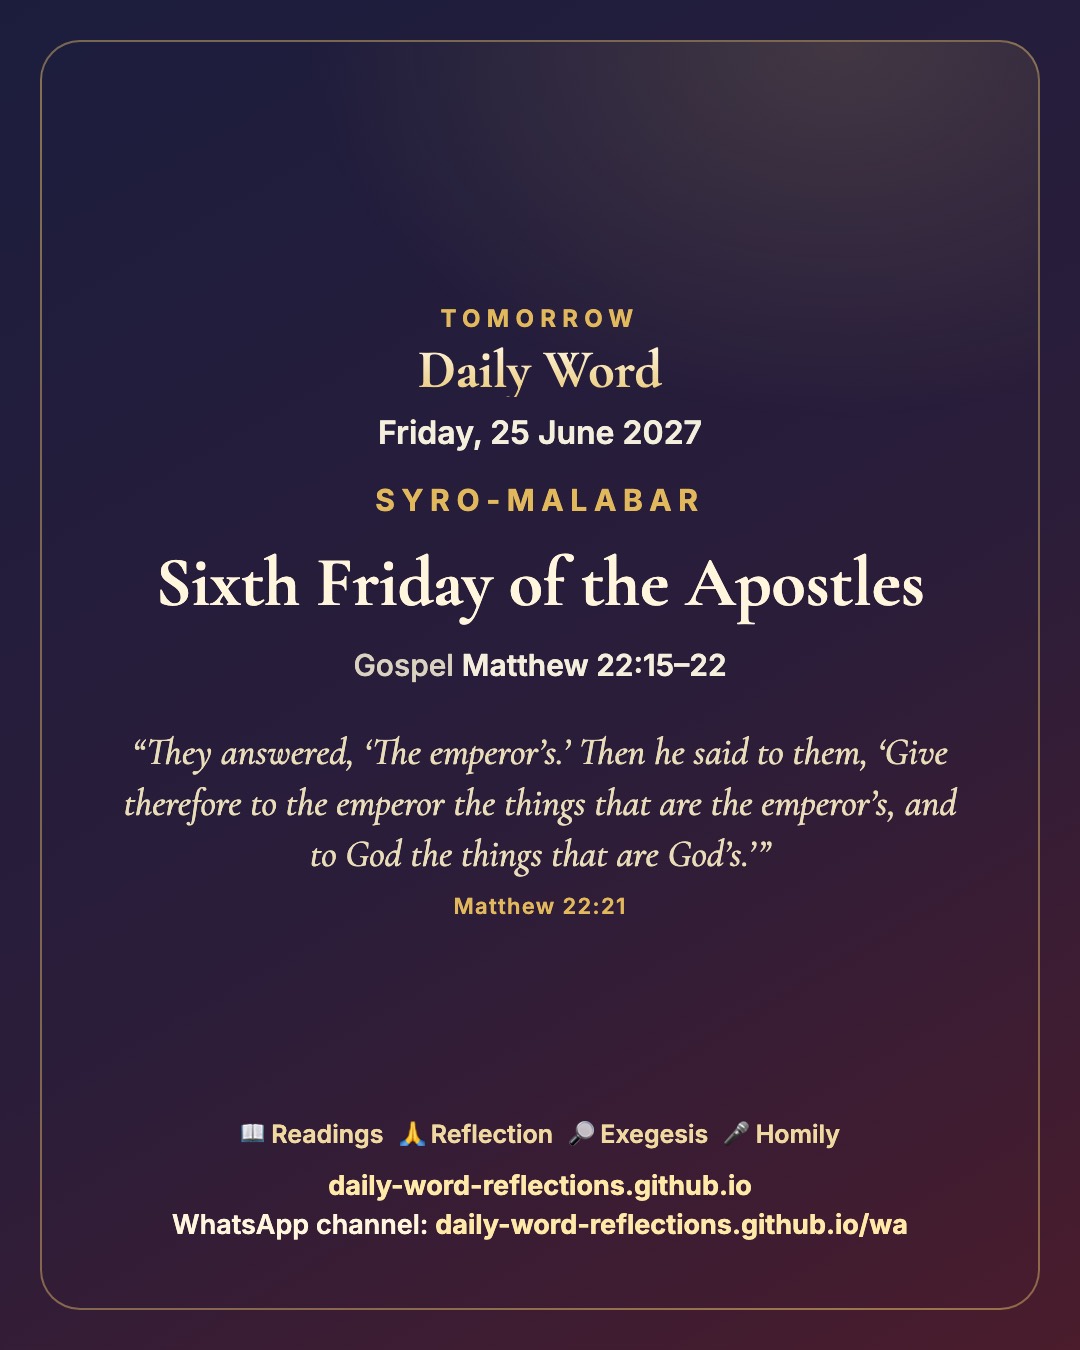 TOMORROW
Daily Word
Friday, 25 June 2027
SYRO-MALABAR
Sixth Friday of the Apostles
Gospel Matthew 22:15–22
“They answered, ‘The emperor’s.’ Then he said to them, ‘Give
therefore to the emperor the things that are the emperor’s, and
to God the things that are God’s.’”
Matthew 22:21
📖 Readings 🙏 Reflection 🔎 Exegesis 🎤 Homily
daily-word-reflections.github.io
WhatsApp channel: daily-word-reflections.github.io/wa